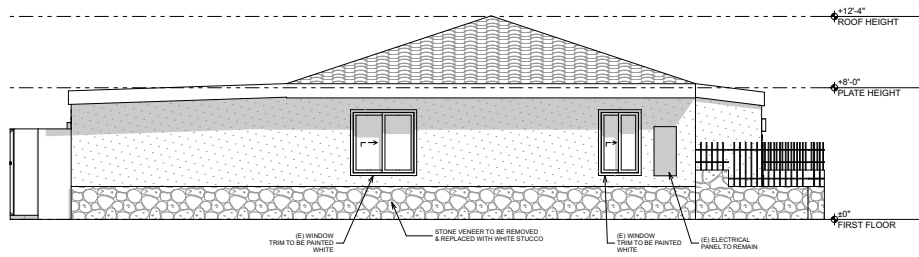 +12'-4"
ROOF HEIGHT
+8'-0"
PLATE HEIGHT
±0"
FIRST FLOOR
(E) WINDOW
TRIM TO BE PAINTED
WHITE
STONE VENEER TO BE REMOVED
& REPLACED WITH WHITE STUCCO
(E) WINDOW
TRIM TO BE PAINTED
WHITE
(E) ELECTRICAL
PANEL TO REMAIN